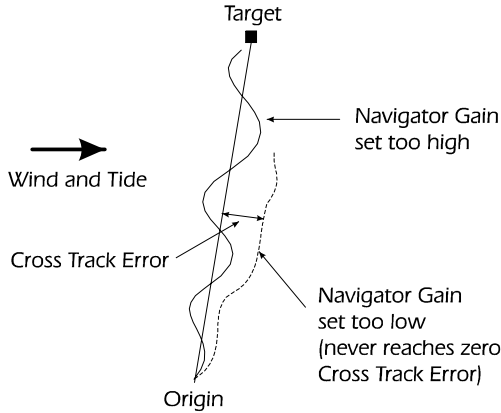 Target
Navigator Gain
set too high
Wind and Tide
Cross Track Error
Navigator Gain
set too low
(never reaches zero
Cross Track Error)
Origin